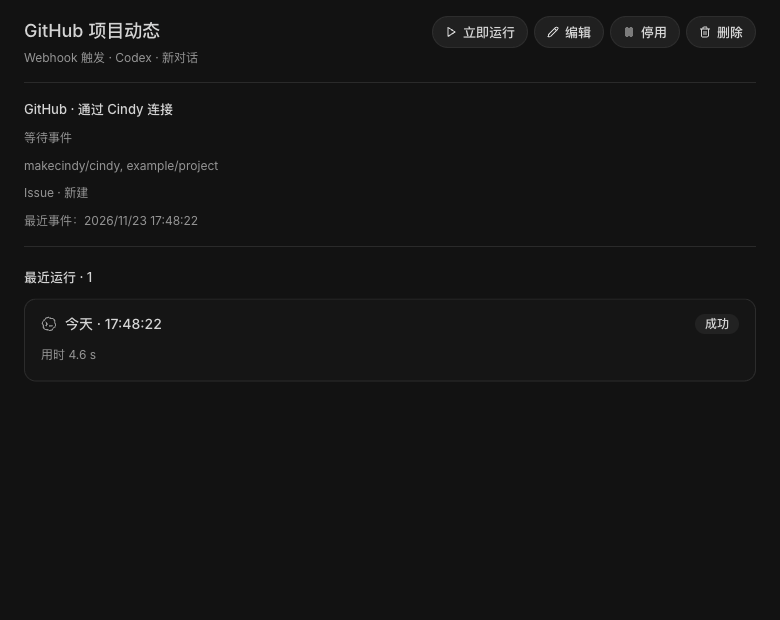 GitHub 项目动态
立即运行
编辑
停用
删除
Webhook 触发 · Codex · 新对话
GitHub · 通过 Cindy 连接
等待事件
makecindy/cindy, example/project
Issue · 新建
最近事件：2026/11/23 17:48:22
最近运行 · 1
今天 · 17:48:22
成功
用时 4.6 s